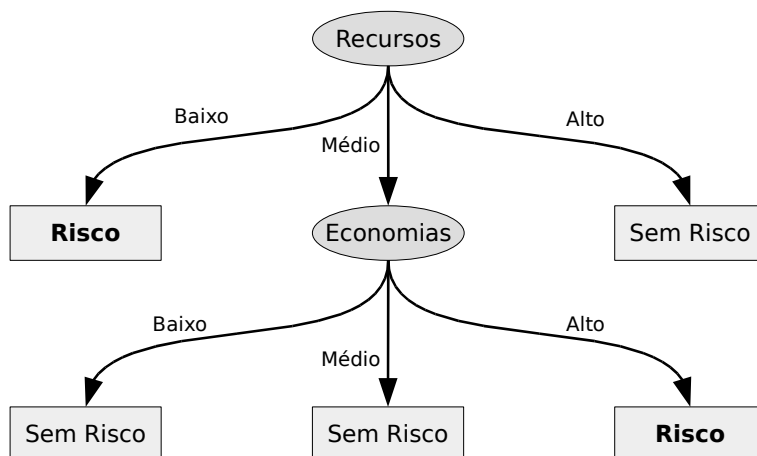 Recursos
Baixo
Médio
Alto
Risco
Economias
Sem Risco
Baixo
Médio
Alto
Sem Risco
Sem Risco
Risco